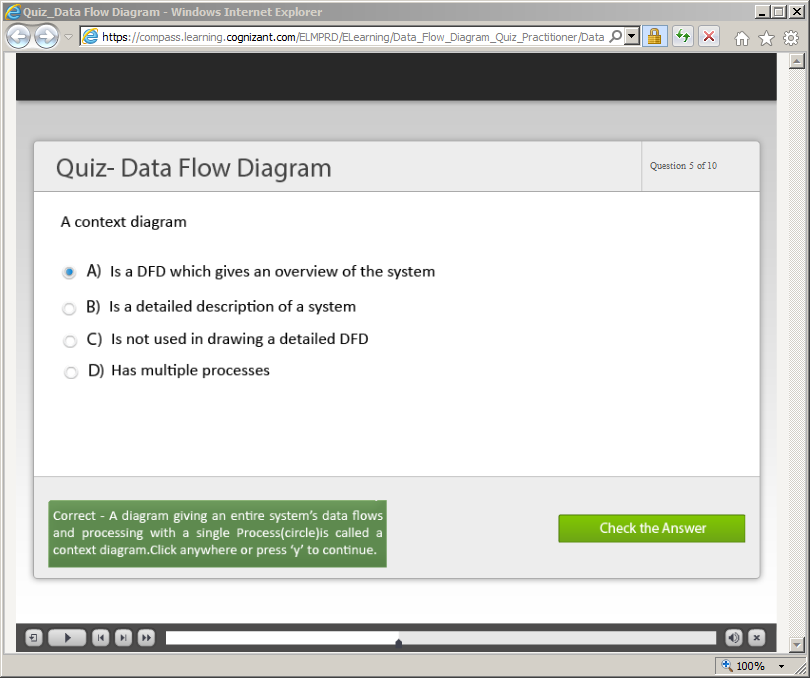 Quiz_Data Flow Diagram - Windows Internet Explorer
https://compass.learning.cognizant.com/ELMPRD/ELearning/Data_Flow_Diagram_Quiz_Practitioner/Data
Quiz- Data Flow Diagram
Question 5 of 10
A context diagram
A) Is a DFD which gives an overview of the system
B) Is a detailed description of a system
C) Is not used in drawing a detailed DFD
D) Has multiple processes
Correct - A diagram giving an entire system's data flows
and processing with a single Process(circle)is called a
context diagram.Click anywhere or press 'y' to continue.
Check the Answer
100%